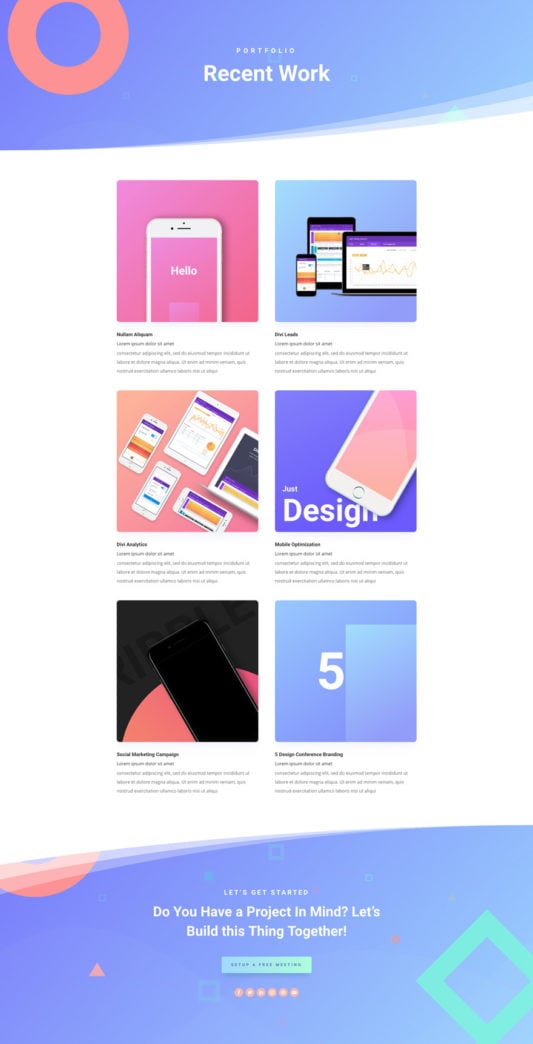 PORTFOLIO
Recent Work
Hello
Nullam Aliquam
Lorem ipsum dolor sit amet
consectetur adipiscing elit, sed do eiusmod tempor incididunt ut
labore et dolore magna aliqua. Ut enim ad minim veniam, quis
nostrud exercitation ullamco laboris nisi ut aliqui
Divi Leads
Lorem ipsum dolor sit amet
consectetur adipiscing elit, sed do eiusmod tempor incididunt ut
labore et dolore magna aliqua. Ut enim ad minim veniam, quis
nostrud exercitation ullamco laboris nisi ut aliqui
Divi Analytics
Lorem ipsum dolor sit amet
consectetur adipiscing elit, sed do eiusmod tempor incididunt ut
labore et dolore magna aliqua. Ut enim ad minim veniam, quis
nostrud exercitation ullamco laboris nisi ut aliqui
Just
Design
Mobile Optimization
Lorem ipsum dolor sit amet
consectetur adipiscing elit, sed do eiusmod tempor incididunt ut
labore et dolore magna aliqua. Ut enim ad minim veniam, quis
nostrud exercitation ullamco laboris nisi ut aliqui
RIBBLE
Social Marketing Campaign
Lorem ipsum dolor sit amet
consectetur adipiscing elit, sed do eiusmod tempor incididunt ut
labore et dolore magna aliqua. Ut enim ad minim veniam, quis
nostrud exercitation ullamco laboris nisi ut aliqui
5
5 Design Conference Branding
Lorem ipsum dolor sit amet
consectetur adipiscing elit, sed do eiusmod tempor incididunt ut
labore et dolore magna aliqua. Ut enim ad minim veniam, quis
nostrud exercitation ullamco laboris nisi ut aliqui
LET'S GET STARTED
Do You Have a Project In Mind? Let's
Build this Thing Together!
SETUP A FREE MEETING